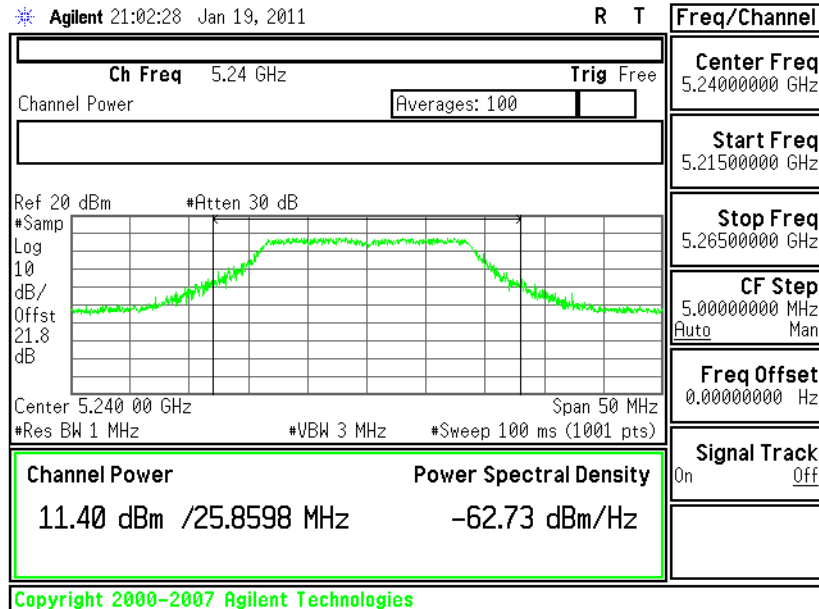 Agilent 21:02:28 Jan 19, 2011 R T
Freq/Channel
Ch Freq 5.24 GHz Trig Free
Channel Power Averages: 100
Ref 20 dBm #Atten 30 dB
#Samp
Log
10
dB/
Offst
21.8
dB
Center 5.240 00 GHz Span 50 MHz
#Res BW 1 MHz #VBW 3 MHz #Sweep 100 ms (1001 pts)
Channel Power Power Spectral Density
11.40 dBm /25.8598 MHz -62.73 dBm/Hz
Center Freq
5.24000000 GHz
Start Freq
5.21500000 GHz
Stop Freq
5.26500000 GHz
CF Step
5.00000000 MHz
Auto Man
Freq Offset
0.00000000 Hz
Signal Track
On Off
Copyright 2000-2007 Agilent Technologies